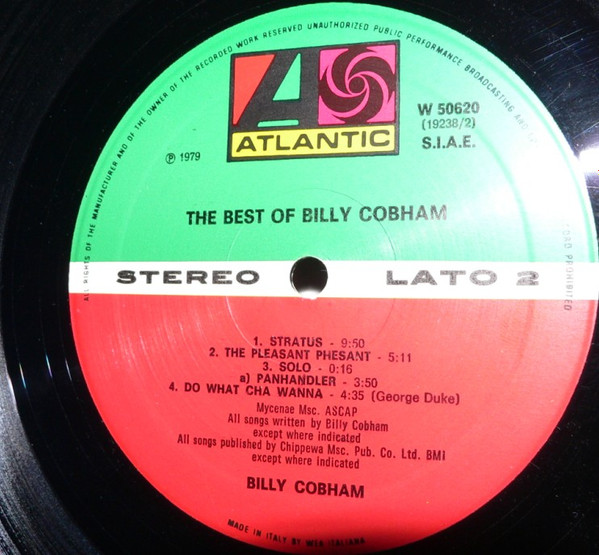 ALL RIGHTS OF THE MANUFACTURER AND OF THE OWNER OF THE RECORDED WORK RESERVED UNAUTHORIZED PUBLIC PERFORMANCE BROADCASTING AND
PROHIBITED
A
ATLANTIC
W 50620
(19238/2)
S.I.A.E.
℗ 1979
THE BEST OF BILLY COBHAM
STEREO LATO 2
1. STRATUS - 9:50
2. THE PLEASANT PHESANT - 5:11
3. SOLO - 0:16
a) PANHANDLER - 3:50
4. DO WHAT CHA WANNA - 4:35 (George Duke)
Mycenae Msc. ASCAP
All songs written by Billy Cobham
except where indicated
All songs published by Chippewa Msc. Pub. Co. Ltd. BMI
except where indicated
BILLY COBHAM
MADE IN ITALY BY WEA ITALIANA